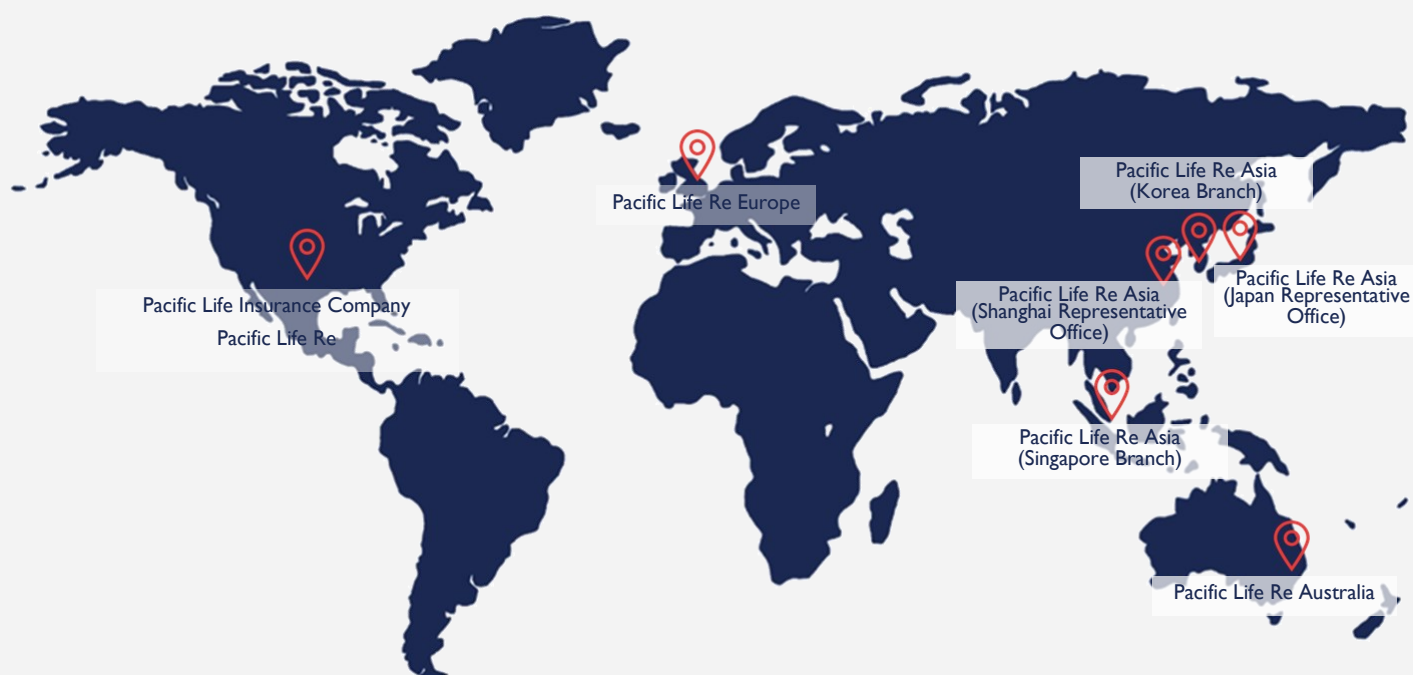 Pacific Life Re Asia
(Korea Branch)
Pacific Life Re Europe
Pacific Life Insurance Company
Pacific Life Re
Pacific Life Re Asia
(Shanghai Representative
Office)
Pacific Life Re Asia
(Japan Representative
Office)
Pacific Life Re Asia
(Singapore Branch)
Pacific Life Re Australia